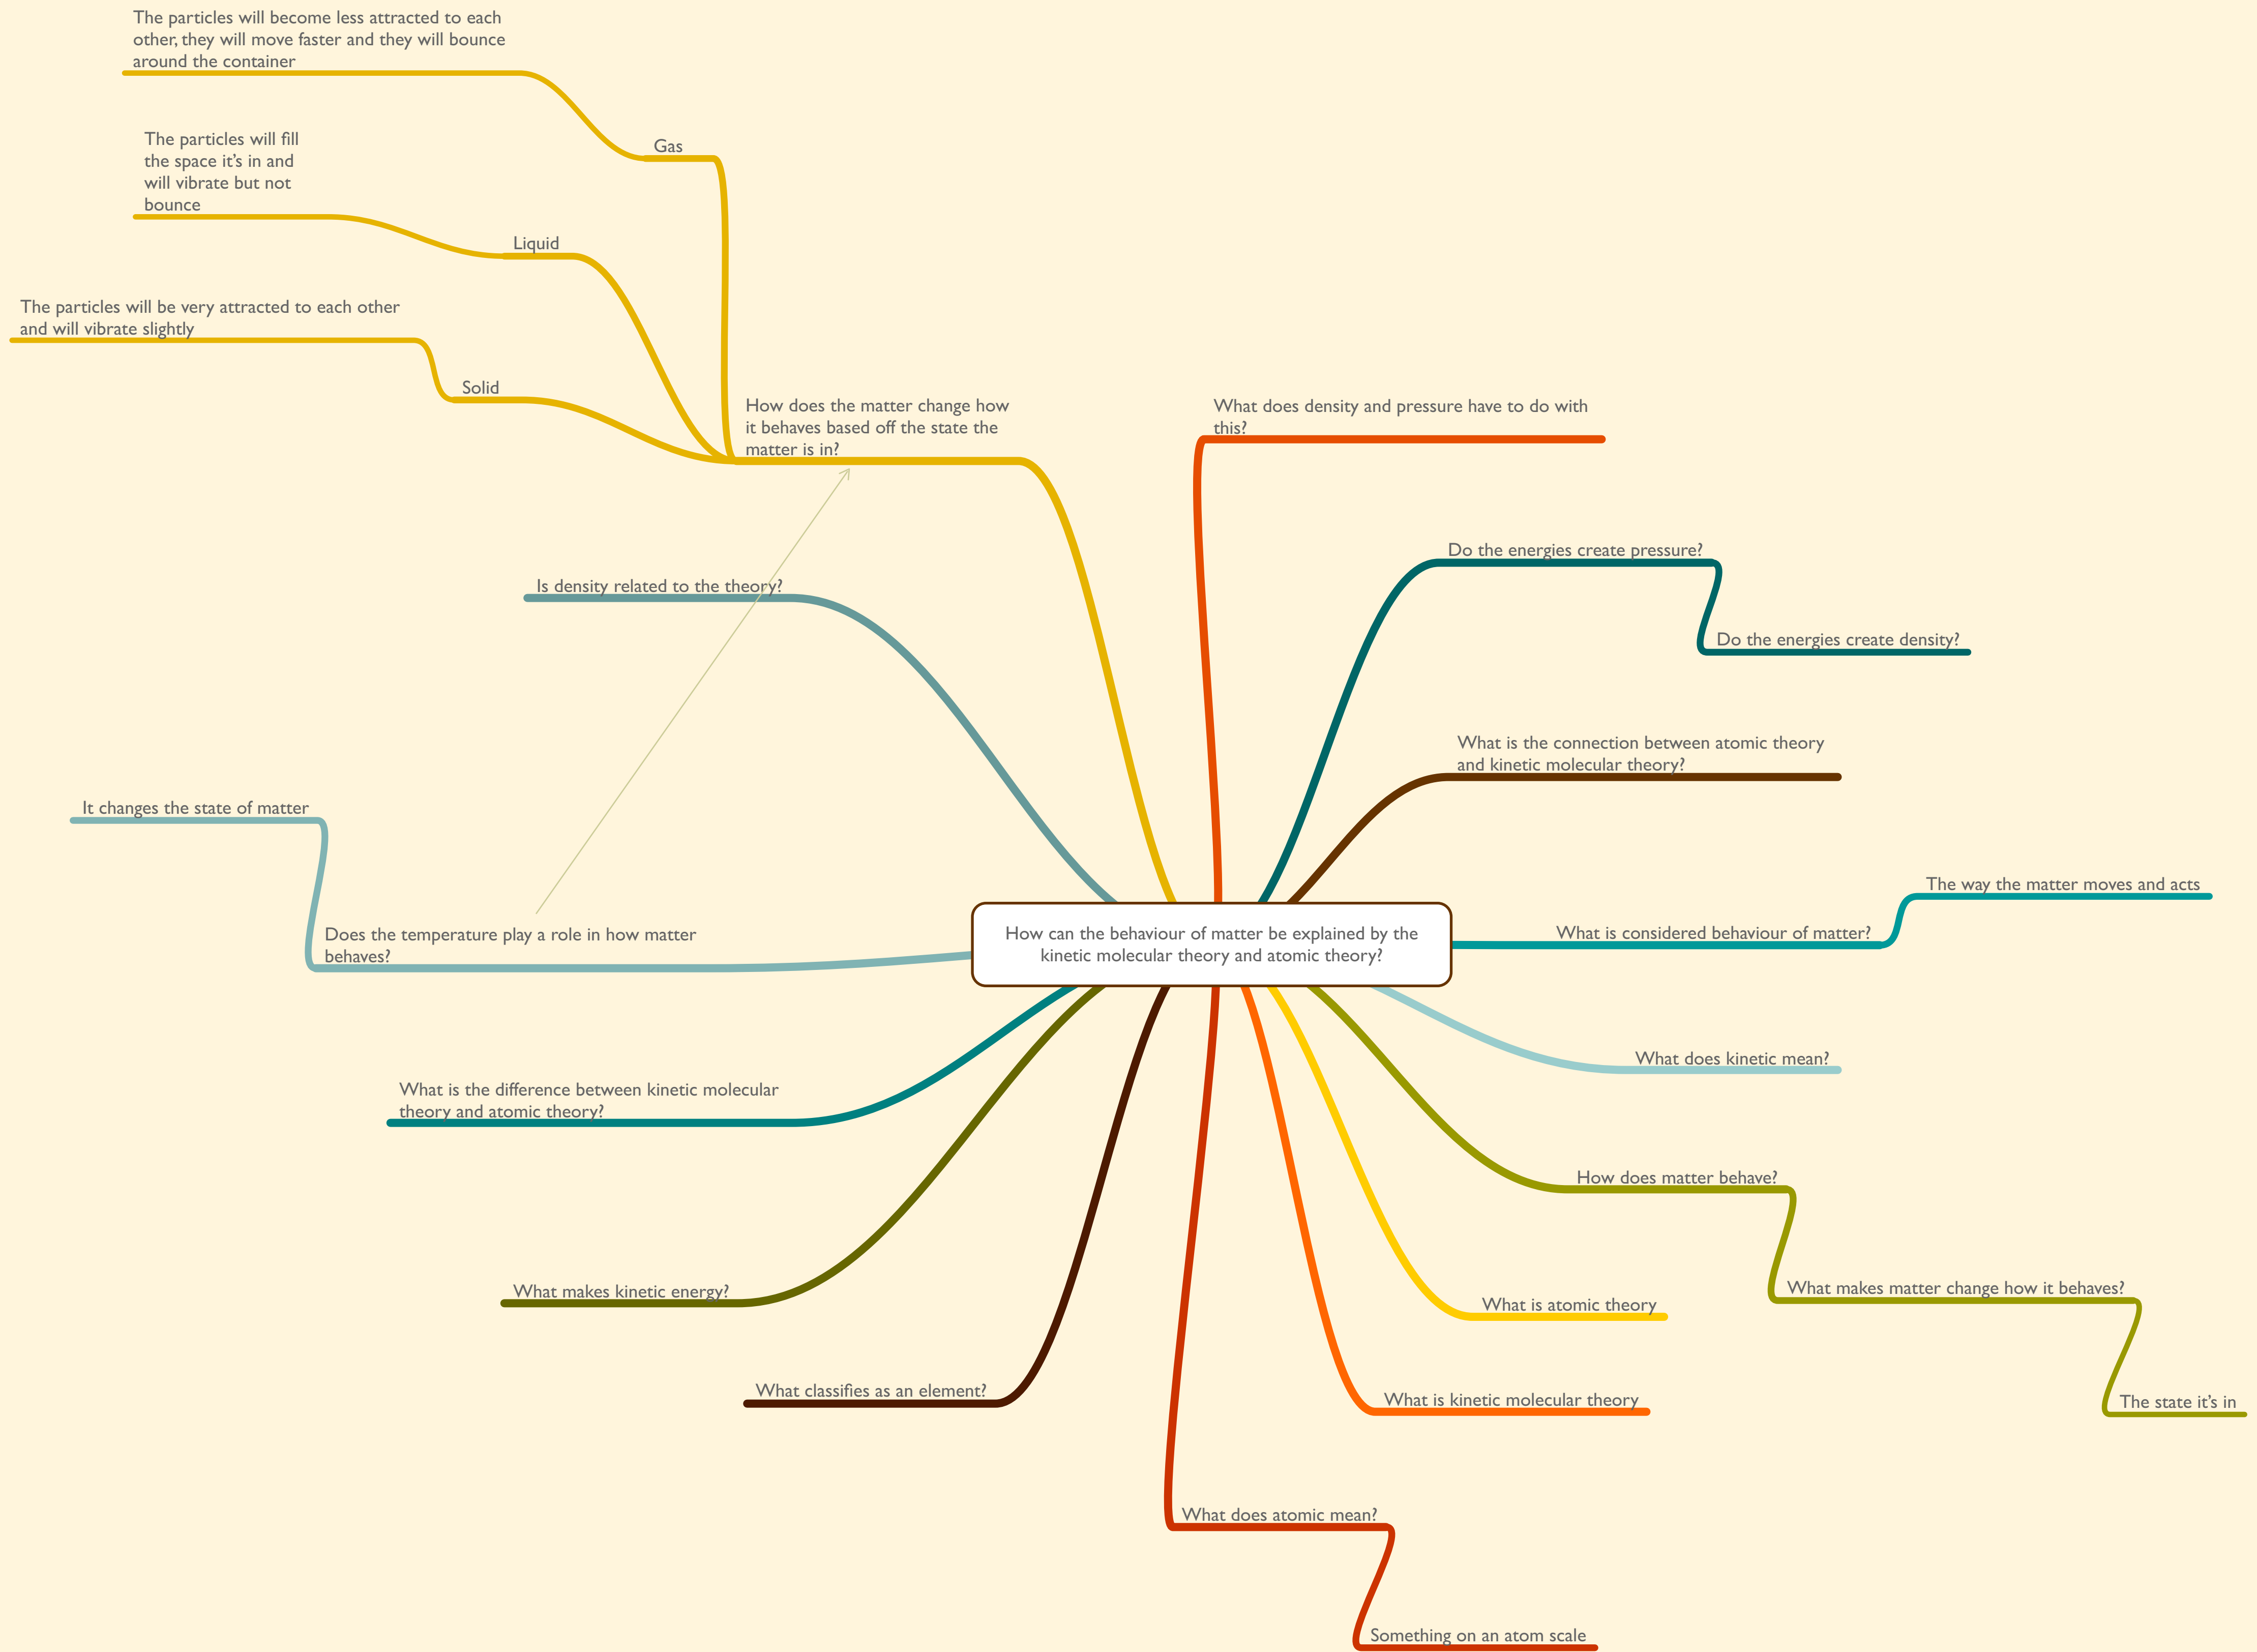 The particles will become less attracted to each
other, they will move faster and they will bounce
around the container
Gas
The particles will fill
the space it’s in and
will vibrate but not
bounce
Liquid
The particles will be very attracted to each other
and will vibrate slightly
Solid
How does the matter change how
it behaves based off the state the
matter is in?
What does density and pressure have to do with
this?
Do the energies create pressure?
Is density related to the theory?
Do the energies create density?
What is the connection between atomic theory
and kinetic molecular theory?
It changes the state of matter
The way the matter moves and acts
Does the temperature play a role in how matter
behaves?
How can the behaviour of matter be explained by the
kinetic molecular theory and atomic theory?
What is considered behaviour of matter?
What does kinetic mean?
What is the difference between kinetic molecular
theory and atomic theory?
How does matter behave?
What makes kinetic energy?
What makes matter change how it behaves?
What is atomic theory
What classifies as an element?
What is kinetic molecular theory
The state it’s in
What does atomic mean?
Something on an atom scale